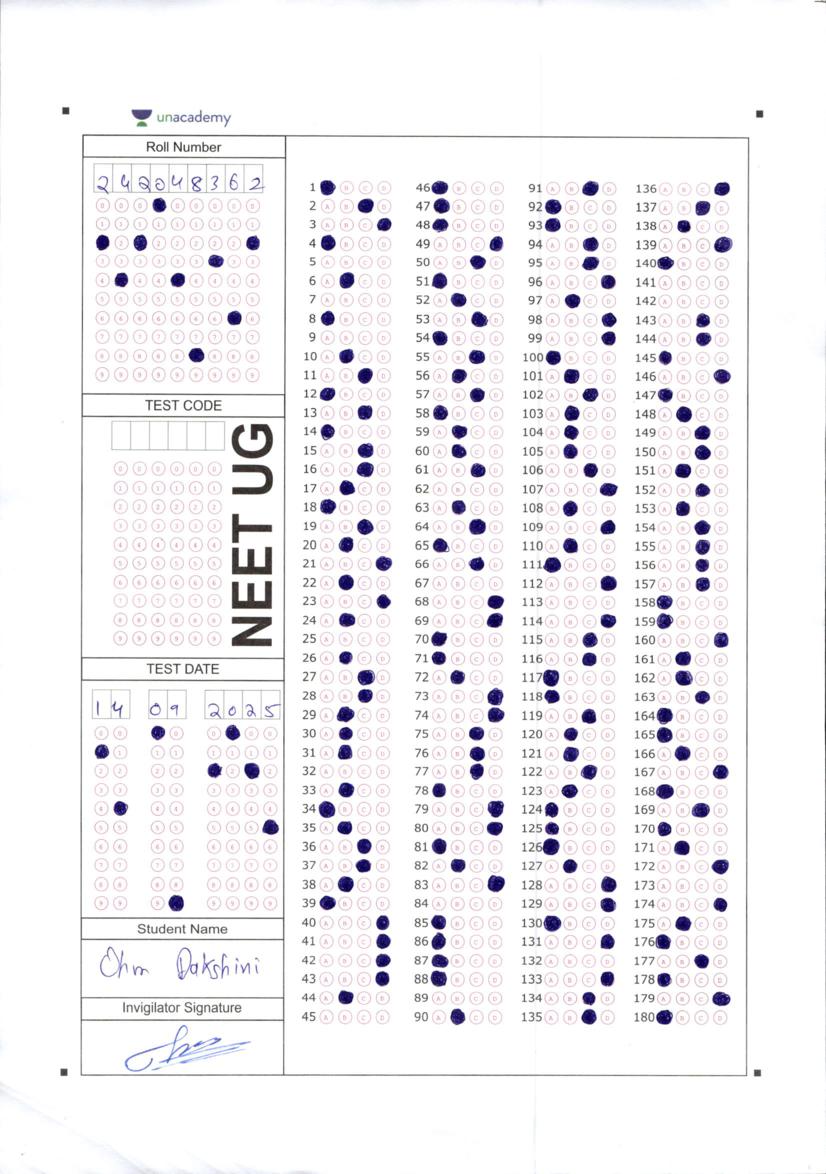 unacademy
Roll Number
2 4 2 0 4 8 3 6 2
TEST CODE
NEET UG
TEST DATE
14 09 2025
Student Name
Ohm Dakshini
Invigilator Signature
1 A B C D 46 A B C D 91 A B C D 136 A B C D
2 A B C D 47 A B C D 92 A B C D 137 A B C D
3 A B C D 48 A B C D 93 A B C D 138 A B C D
4 A B C D 49 A B C D 94 A B C D 139 A B C D
5 A B C D 50 A B C D 95 A B C D 140 A B C D
6 A B C D 51 A B C D 96 A B C D 141 A B C D
7 A B C D 52 A B C D 97 A B C D 142 A B C D
8 A B C D 53 A B C D 98 A B C D 143 A B C D
9 A B C D 54 A B C D 99 A B C D 144 A B C D
10 A B C D 55 A B C D 100 A B C D 145 A B C D
11 A B C D 56 A B C D 101 A B C D 146 A B C D
12 A B C D 57 A B C D 102 A B C D 147 A B C D
13 A B C D 58 A B C D 103 A B C D 148 A B C D
14 A B C D 59 A B C D 104 A B C D 149 A B C D
15 A B C D 60 A B C D 105 A B C D 150 A B C D
16 A B C D 61 A B C D 106 A B C D 151 A B C D
17 A B C D 62 A B C D 107 A B C D 152 A B C D
18 A B C D 63 A B C D 108 A B C D 153 A B C D
19 A B C D 64 A B C D 109 A B C D 154 A B C D
20 A B C D 65 A B C D 110 A B C D 155 A B C D
21 A B C D 66 A B C D 111 A B C D 156 A B C D
22 A B C D 67 A B C D 112 A B C D 157 A B C D
23 A B C D 68 A B C D 113 A B C D 158 A B C D
24 A B C D 69 A B C D 114 A B C D 159 A B C D
25 A B C D 70 A B C D 115 A B C D 160 A B C D
26 A B C D 71 A B C D 116 A B C D 161 A B C D
27 A B C D 72 A B C D 117 A B C D 162 A B C D
28 A B C D 73 A B C D 118 A B C D 163 A B C D
29 A B C D 74 A B C D 119 A B C D 164 A B C D
30 A B C D 75 A B C D 120 A B C D 165 A B C D
31 A B C D 76 A B C D 121 A B C D 166 A B C D
32 A B C D 77 A B C D 122 A B C D 167 A B C D
33 A B C D 78 A B C D 123 A B C D 168 A B C D
34 A B C D 79 A B C D 124 A B C D 169 A B C D
35 A B C D 80 A B C D 125 A B C D 170 A B C D
36 A B C D 81 A B C D 126 A B C D 171 A B C D
37 A B C D 82 A B C D 127 A B C D 172 A B C D
38 A B C D 83 A B C D 128 A B C D 173 A B C D
39 A B C D 84 A B C D 129 A B C D 174 A B C D
40 A B C D 85 A B C D 130 A B C D 175 A B C D
41 A B C D 86 A B C D 131 A B C D 176 A B C D
42 A B C D 87 A B C D 132 A B C D 177 A B C D
43 A B C D 88 A B C D 133 A B C D 178 A B C D
44 A B C D 89 A B C D 134 A B C D 179 A B C D
45 A B C D 90 A B C D 135 A B C D 180 A B C D